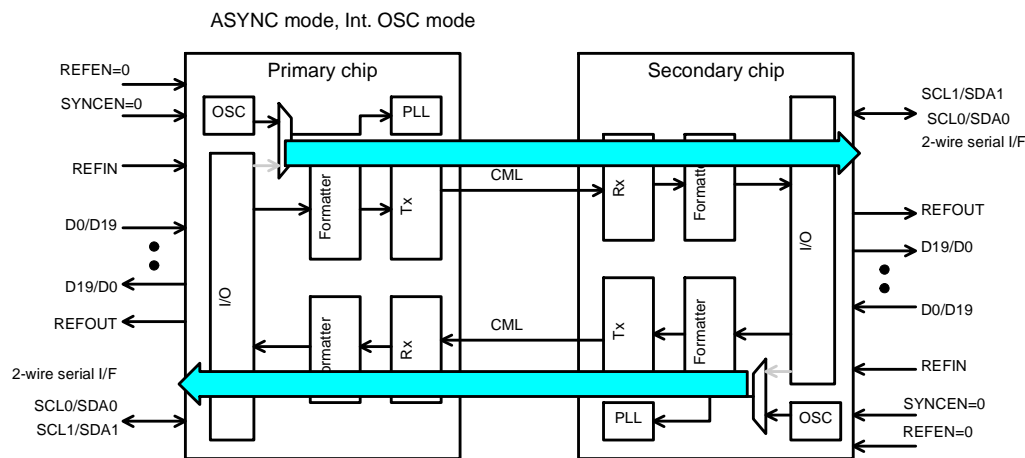 ASYNC mode, Int. OSC mode
Primary chip
Secondary chip
REFEN=0
SYNCEN=0
REFIN
D0/D19
D19/D0
REFOUT
2-wire serial I/F
SCL0/SDA0
SCL1/SDA1
OSC
PLL
I/O
Formatter
Tx
Formatter
Rx
CML
CML
Rx
Formatter
Tx
Formatter
I/O
PLL
OSC
SCL1/SDA1
SCL0/SDA0
2-wire serial I/F
REFOUT
D19/D0
D0/D19
REFIN
SYNCEN=0
REFEN=0